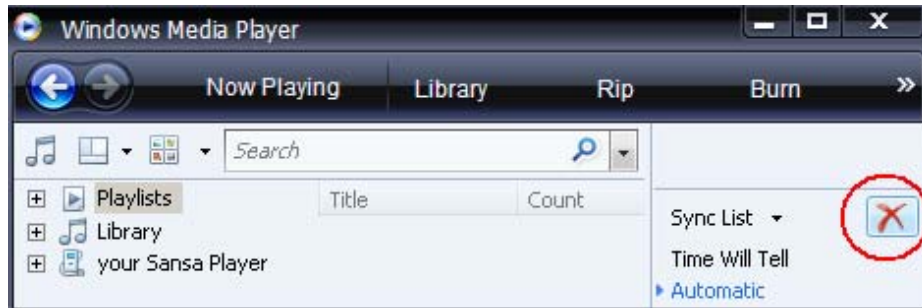 Windows Media Player
Now Playing Library Rip Burn »
Search
Playlists Title Count
Library
your Sansa Player
Sync List
Time Will Tell
Automatic